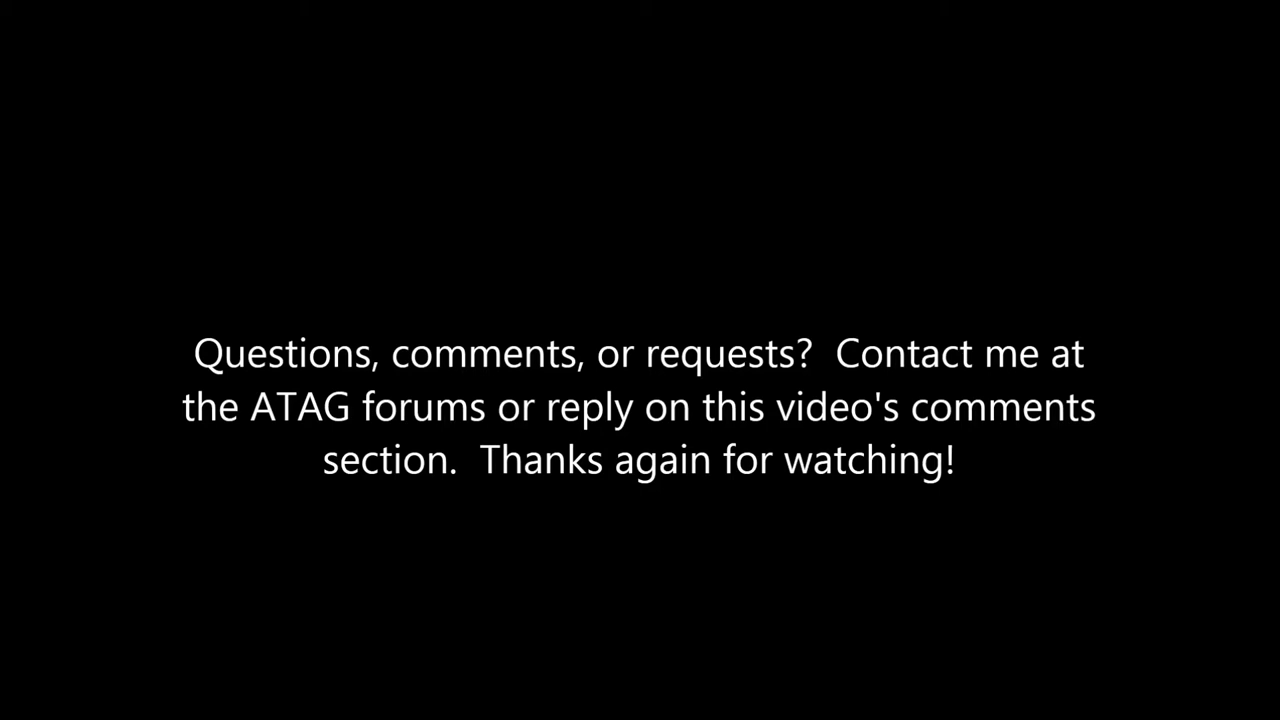 Questions, comments, or requests?  Contact me at
the ATAG forums or reply on this video's comments
section.  Thanks again for watching!